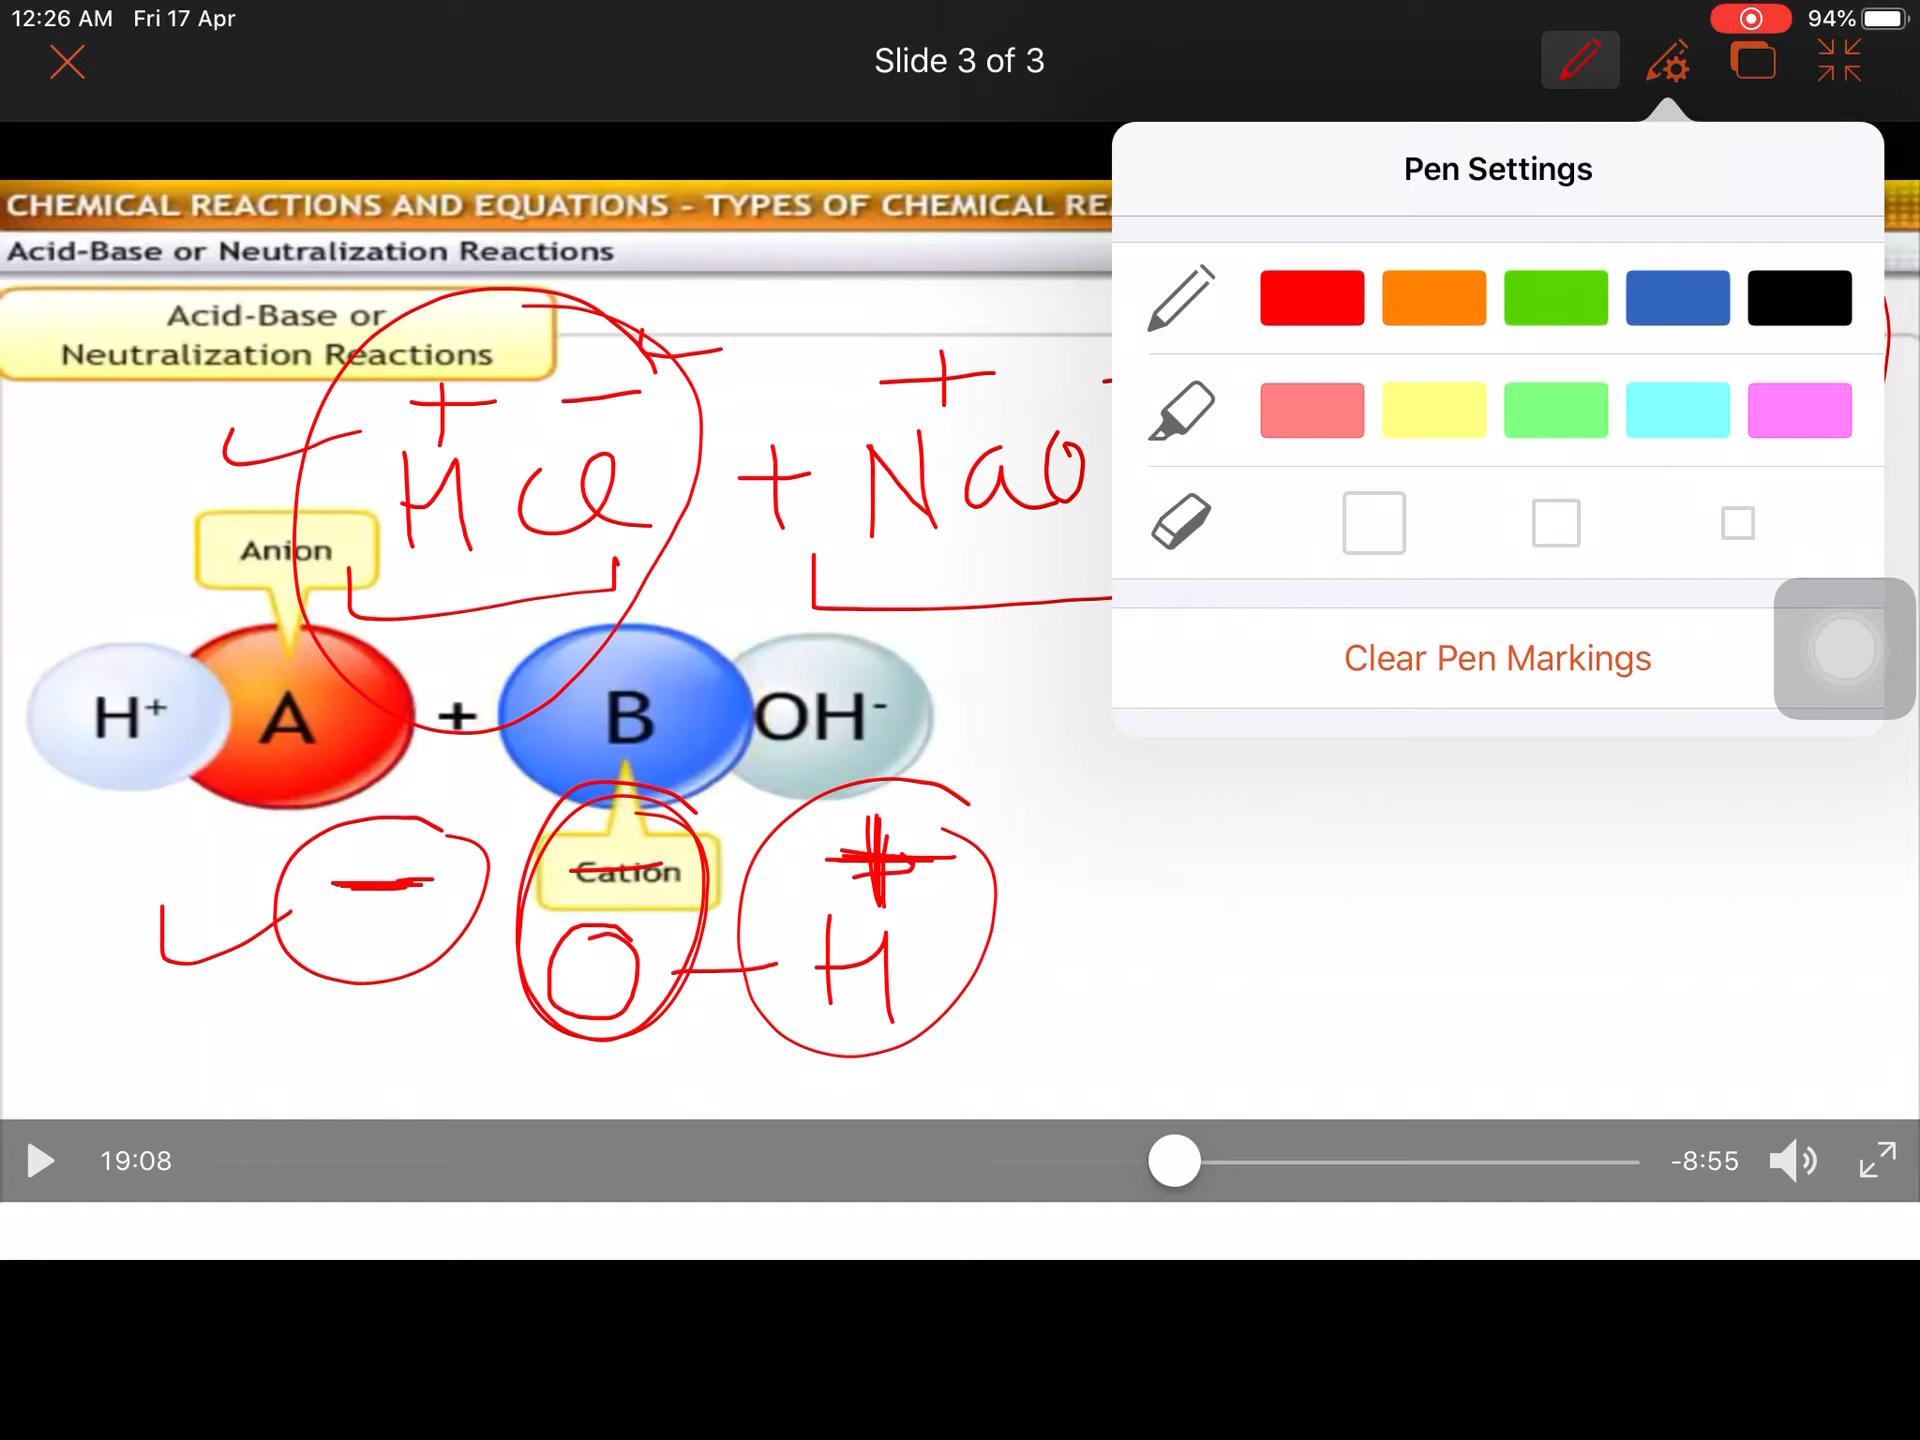 12:26 AM Fri 17 Apr
94%
Slide 3 of 3
Pen Settings
CHEMICAL REACTIONS AND EQUATIONS - TYPES OF CHEMICAL RE
Acid-Base or Neutralization Reactions
Acid-Base or
Neutralization Reactions
+ − + 
HCl + NaO
Anion
H+ A + B OH-
Clear Pen Markings
Cation
− +
O — H
19:08
-8:55